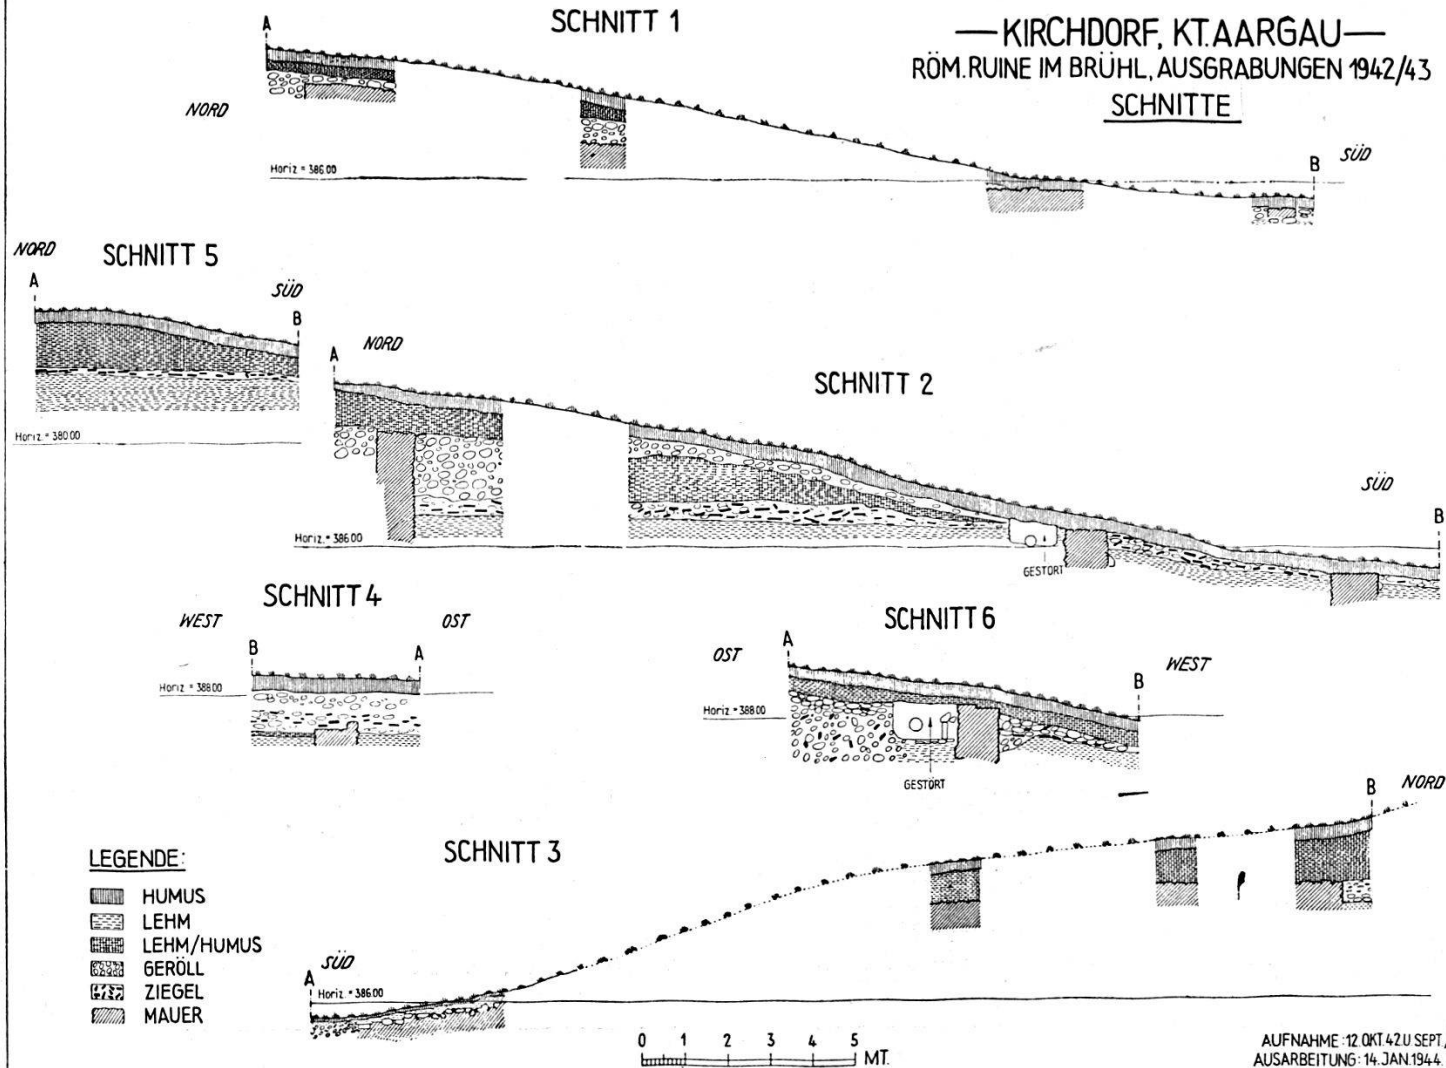 —KIRCHDORF, KT.AARGAU—
RÖM.RUINE IM BRÜHL, AUSGRABUNGEN 1942/43
SCHNITTE
SCHNITT 1
A
NORD
Horiz = 386.00
B
SÜD
SCHNITT 5
NORD
A
SÜD
B
Horiz. = 380.00
SCHNITT 2
A
NORD
Horiz. = 386.00
GESTÖRT
SÜD
B
SCHNITT 4
WEST
OST
B
A
Horiz = 388.00
SCHNITT 6
OST
A
WEST
B
Horiz. = 388.00
GESTÖRT
SCHNITT 3
B
NORD
SÜD
A
Horiz. = 386.00
LEGENDE:
HUMUS
LEHM
LEHM/HUMUS
GERÖLL
ZIEGEL
MAUER
0 1 2 3 4 5 MT.
AUFNAHME: 12.OKT.42 U SEPT./
AUSARBEITUNG: 14.JAN.1944.